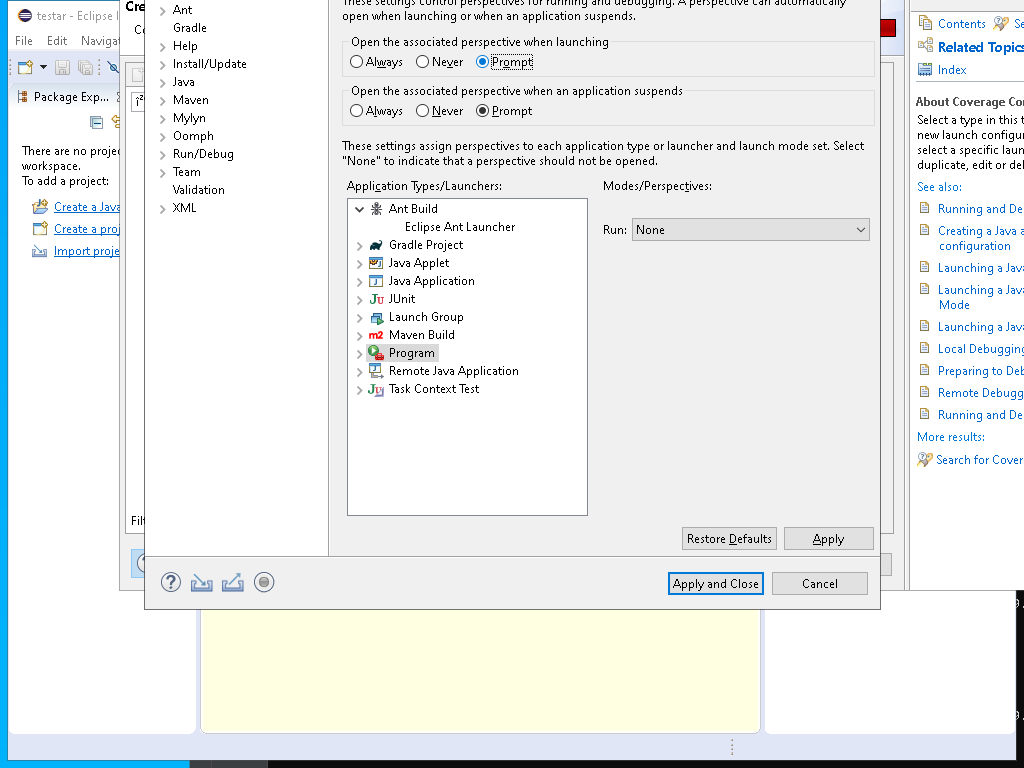 testar - Eclipse I
File Edit Navigat
Package Exp...
There are no proje
workspace.
To add a project:
Create a Java
Create a proj
Import proje
Cre
Filt
Ant
Gradle
Help
Install/Update
Java
Maven
Mylyn
Oomph
Run/Debug
Team
Validation
XML
These settings control perspectives for running and debugging. A perspective can automatically
open when launching or when an application suspends.
Open the associated perspective when launching
Always Never Prompt
Open the associated perspective when an application suspends
Always Never Prompt
These settings assign perspectives to each application type or launcher and launch mode set. Select
"None" to indicate that a perspective should not be opened.
Application Types/Launchers:
Modes/Perspectives:
Ant Build
Eclipse Ant Launcher
Gradle Project
Java Applet
Java Application
JUnit
Launch Group
Maven Build
Program
Remote Java Application
Task Context Test
Run: None
Restore Defaults Apply
Apply and Close Cancel
Contents Se
Related Topics
Index
About Coverage Co
Select a type in this t
new launch configur
select a specific laun
duplicate, edit or del
See also:
Running and De
Creating a Java a
configuration
Launching a Java
Launching a Java
Mode
Launching a Java
Local Debugging
Preparing to Deb
Remote Debugg
Running and De
More results:
Search for Cover